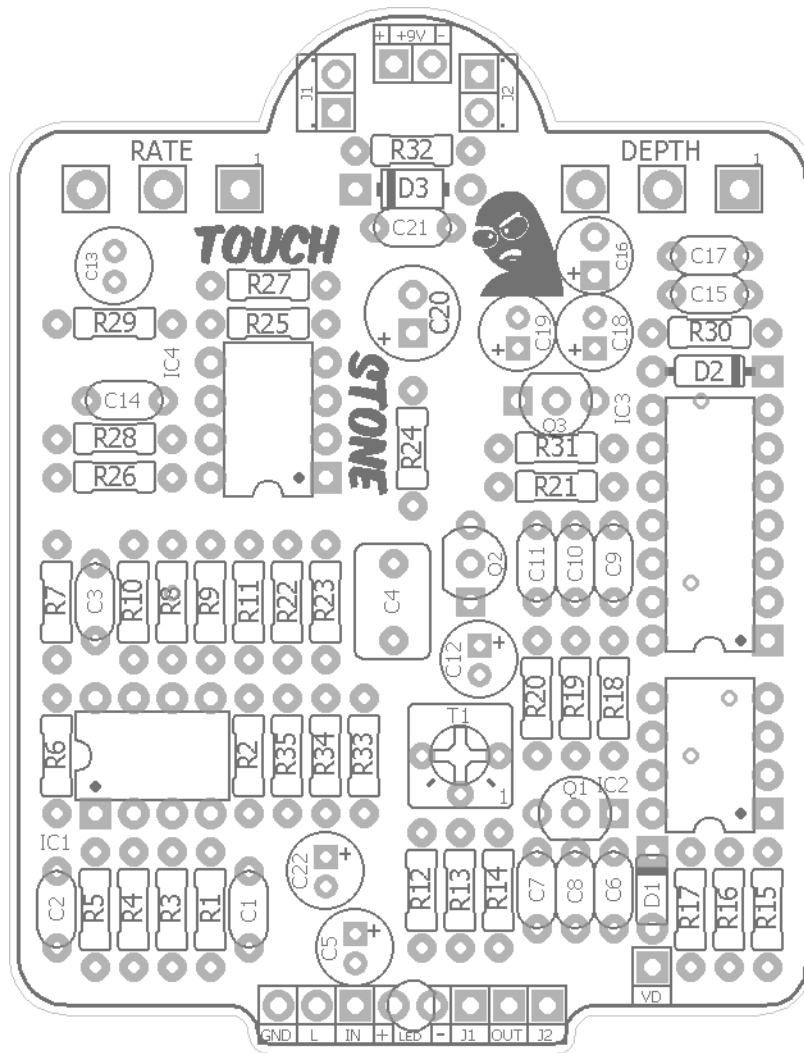 + +9V -
J1
J2
RATE
1
R32
DEPTH
1
D3
C21
TOUCH
C13
C16
+
C17
R27
C15
R29
R25
C20
+
C19
+
C18
+
R30
IC4
STONE
D2
C14
Q3
IC3
R28
R24
R31
R26
R21
R7
C3
R10
R8
R9
R11
R22
R23
C4
Q2
C11
C10
C9
C12
+
R20
R19
R18
R6
R2
R35
R34
R33
T1
1
Q1
IC2
IC1
C22
+
C2
R5
R4
R3
R1
C1
R12
R13
R14
C7
C8
C6
D1
R17
R16
R15
C5
+
VD
GND L IN + LED - J1 OUT J2